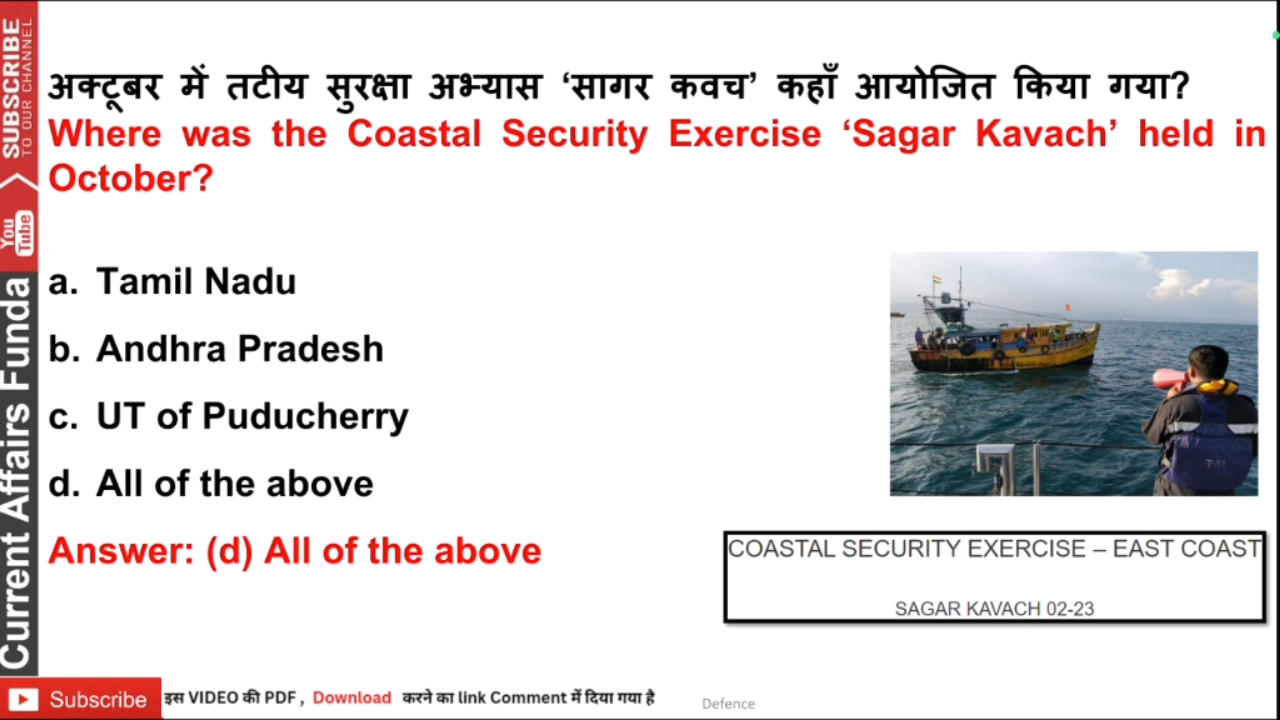 अक्टूबर में तटीय सुरक्षा अभ्यास ‘सागर कवच’ कहाँ आयोजित किया गया?
Where was the Coastal Security Exercise ‘Sagar Kavach’ held in
October?
a. Tamil Nadu
b. Andhra Pradesh
c. UT of Puducherry
d. All of the above
Answer: (d) All of the above
COASTAL SECURITY EXERCISE – EAST COAST
SAGAR KAVACH 02-23
SUBSCRIBE
TO OUR CHANNEL
You
Tube
Current Affairs Funda
Subscribe
इस VIDEO की PDF , Download करने का link Comment में दिया गया है
Defence